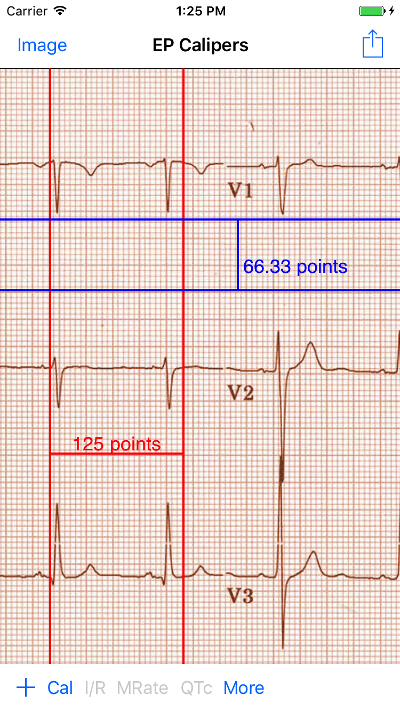 Carrier 1:25 PM
Image EP Calipers
V1
66.33 points
V2
125 points
V3
+ Cal I/R MRate QTc More